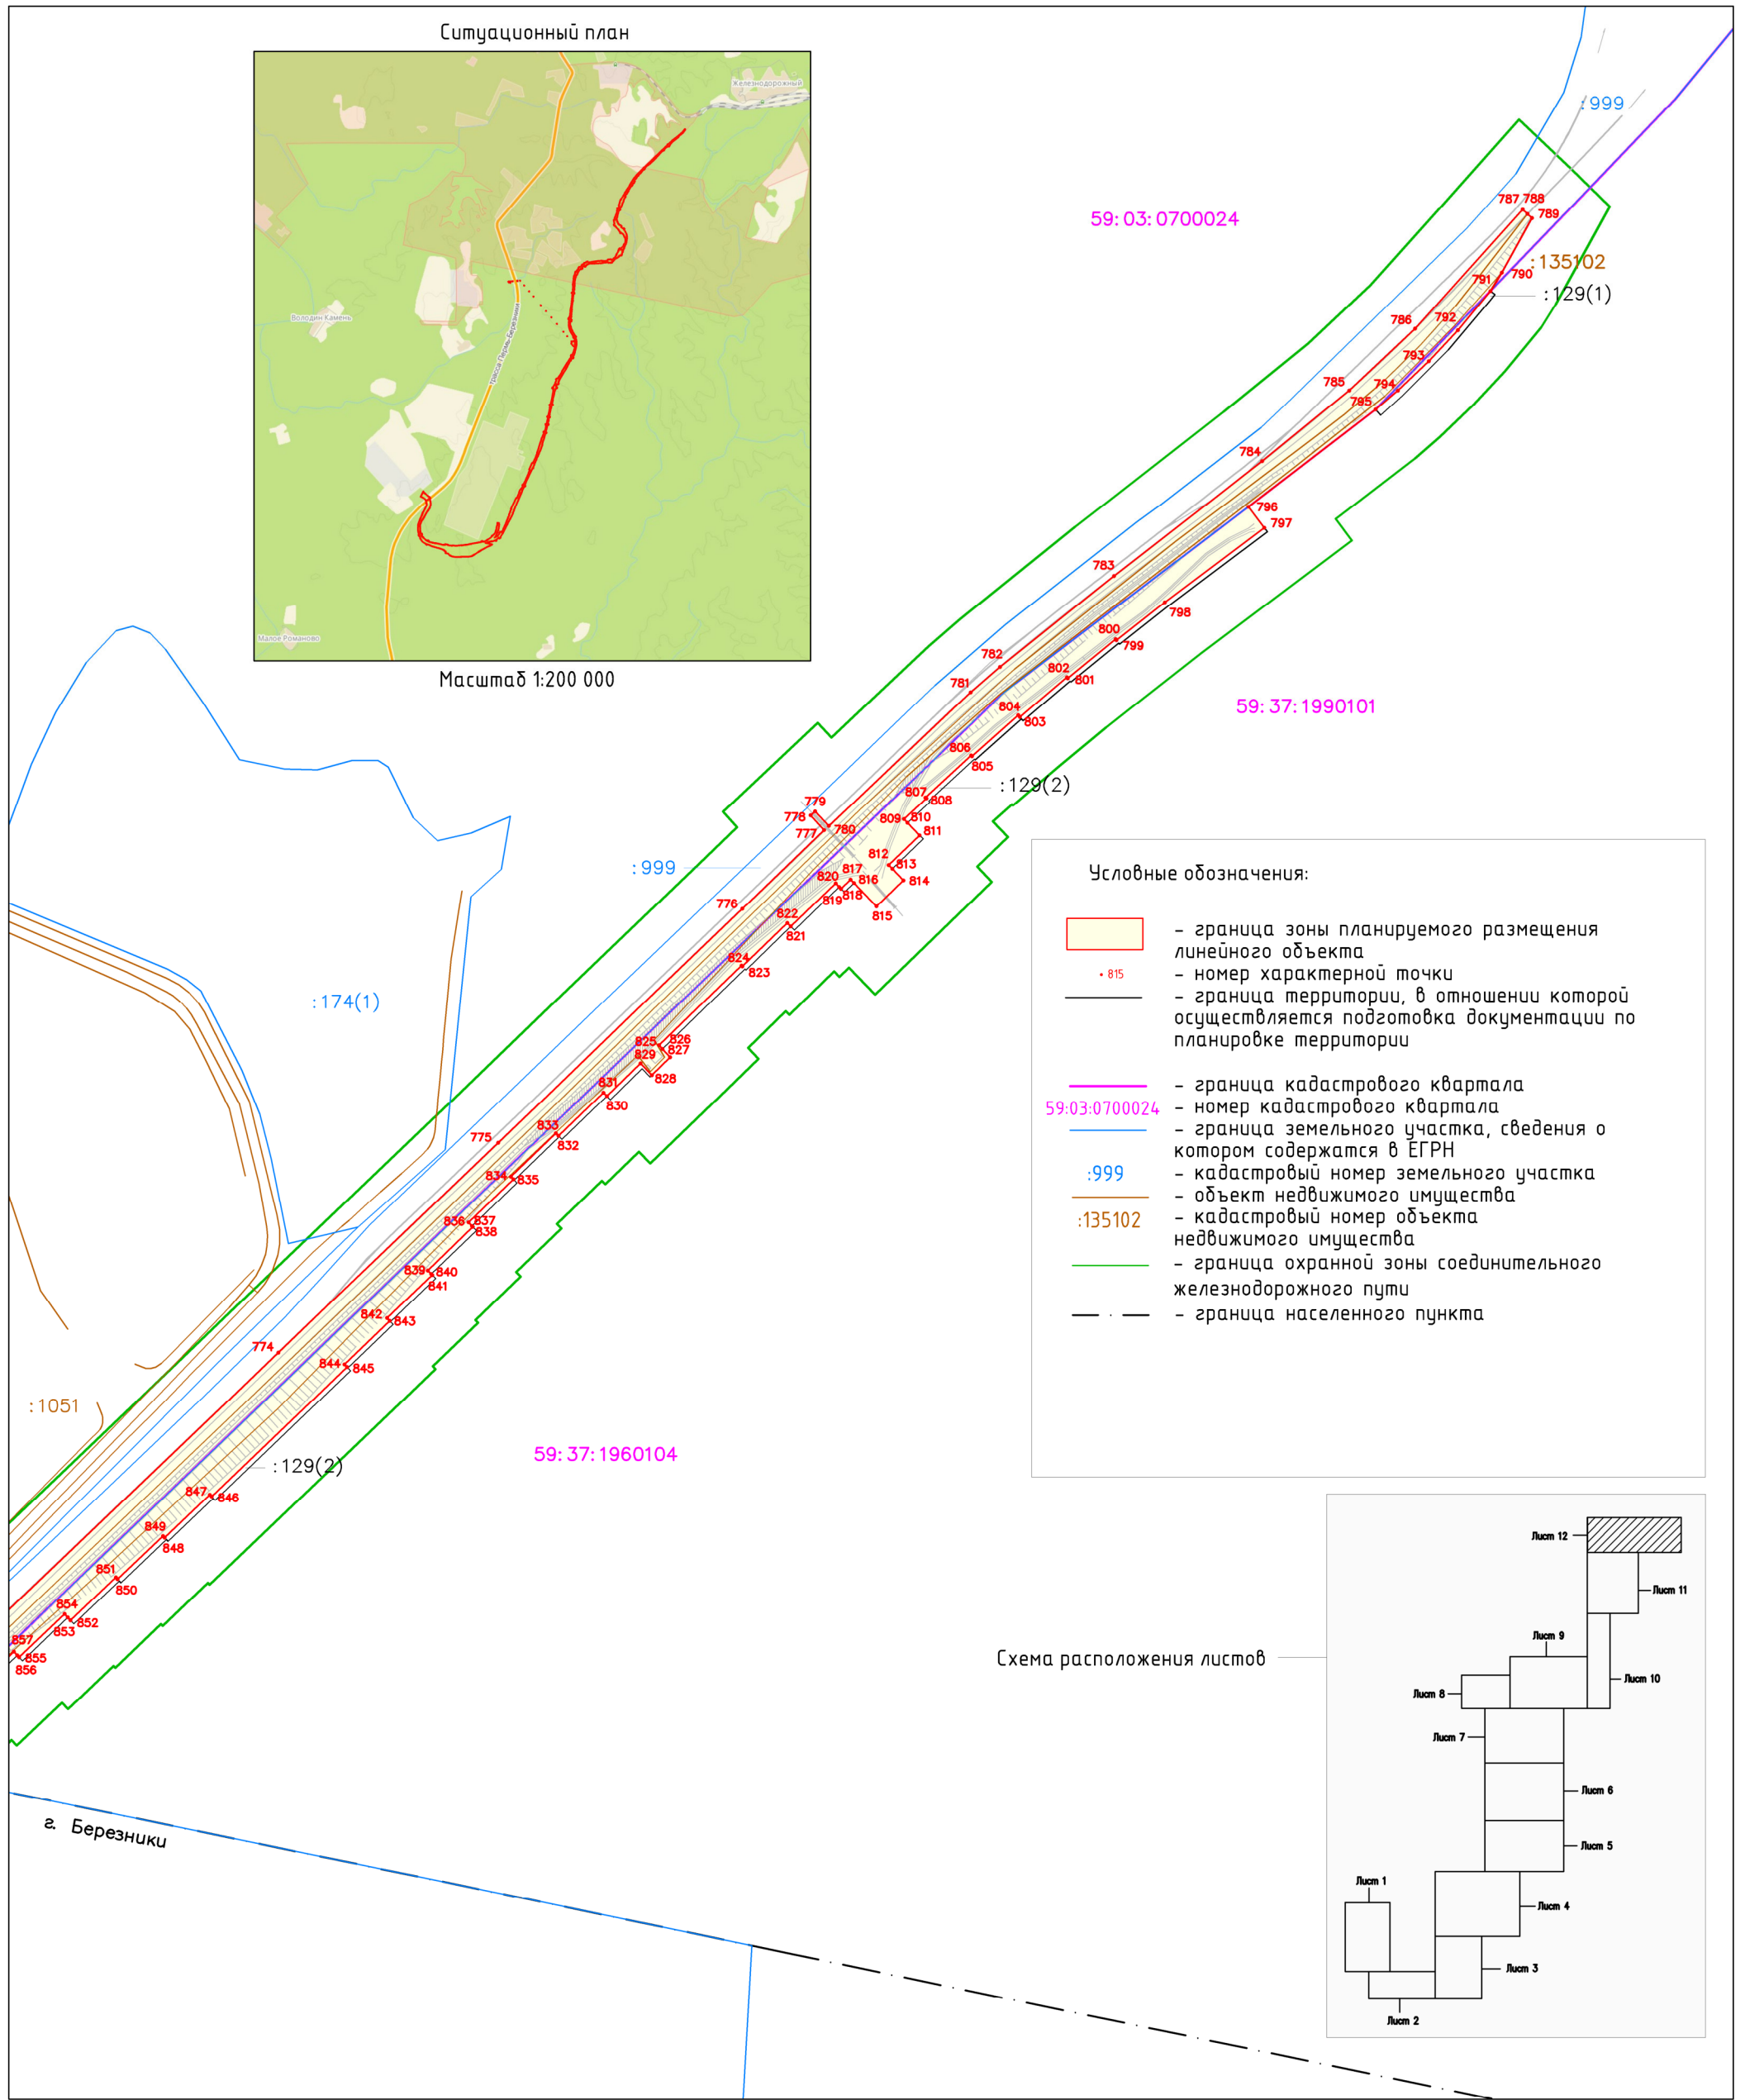 Ситуационный план
Железнодорожный
Володин Камень
трасса Пермь-Березники
Малое Романово
Масштаб 1:200 000
:999
59:03:0700024
787 788
789
:135102
790
791
:129(1)
786
792
793
785
794
795
784
796
797
783
798
800
799
782
802
801
781
59:37:1990101
804
803
806
805
:129(2)
807
808
779
778
809 810
780
777
811
812
813
:999
817
820
816
814
818
819
815
776
822
821
824
823
:174(1)
825 826
829
827
828
831
830
833
775
832
834
835
836 837
838
839 840
841
842
843
774
844
845
:1051
59:37:1960104
:129(2)
847
846
849
848
851
850
854
852
853
857
855
856
г. Березники
Условные обозначения:
- граница зоны планируемого размещения
линейного объекта
815
- номер характерной точки
- граница территории, в отношении которой
осуществляется подготовка документации по
планировке территории
- граница кадастрового квартала
59:03:0700024 - номер кадастрового квартала
- граница земельного участка, сведения о
котором содержатся в ЕГРН
:999 - кадастровый номер земельного участка
- объект недвижимого имущества
:135102 - кадастровый номер объекта
недвижимого имущества
- граница охранной зоны соединительного
железнодорожного пути
- граница населенного пункта
Схема расположения листов
Лист 12
Лист 11
Лист 9
Лист 10
Лист 8
Лист 7
Лист 6
Лист 5
Лист 1
Лист 4
Лист 3
Лист 2